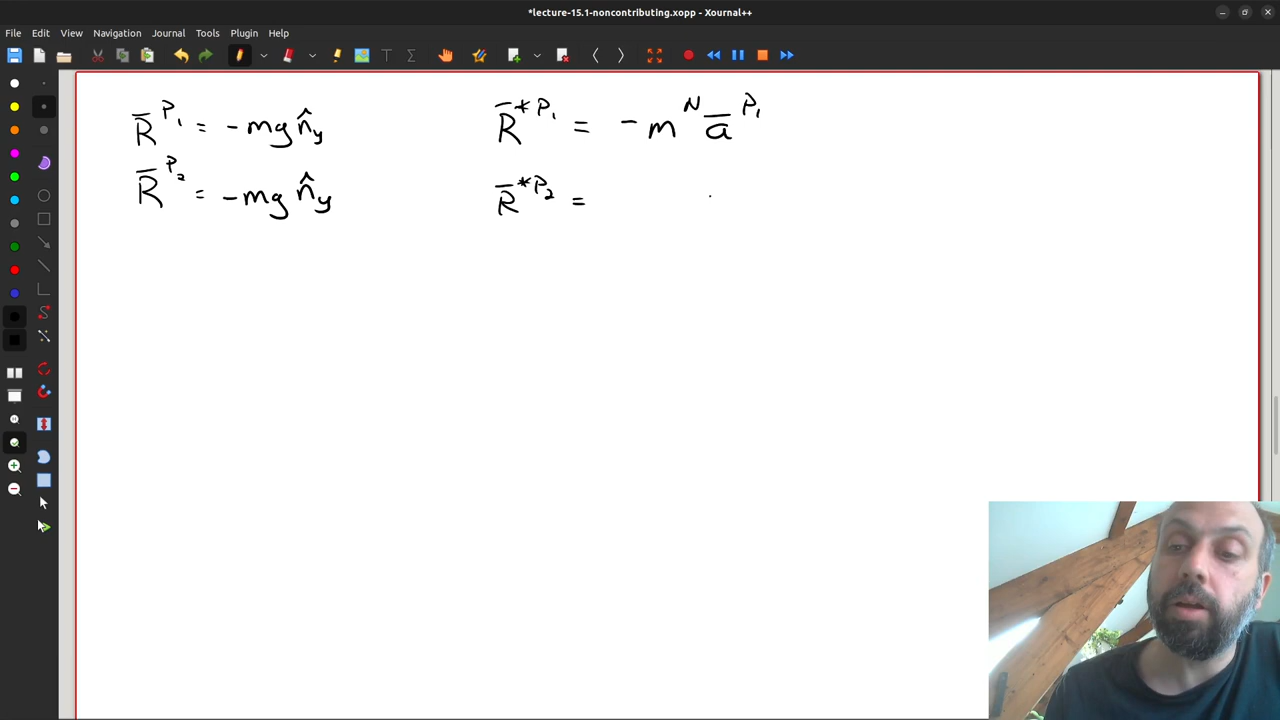 *lecture-15.1-noncontributing.xopp - Xournal++
File Edit View Navigation Journal Tools Plugin Help
R̄^P₁ = -mg n̂_y
R̄*^P₁ = -m ^N ā^P₁
R̄^P₂ = -mg n̂_y
R̄*^P₂ =